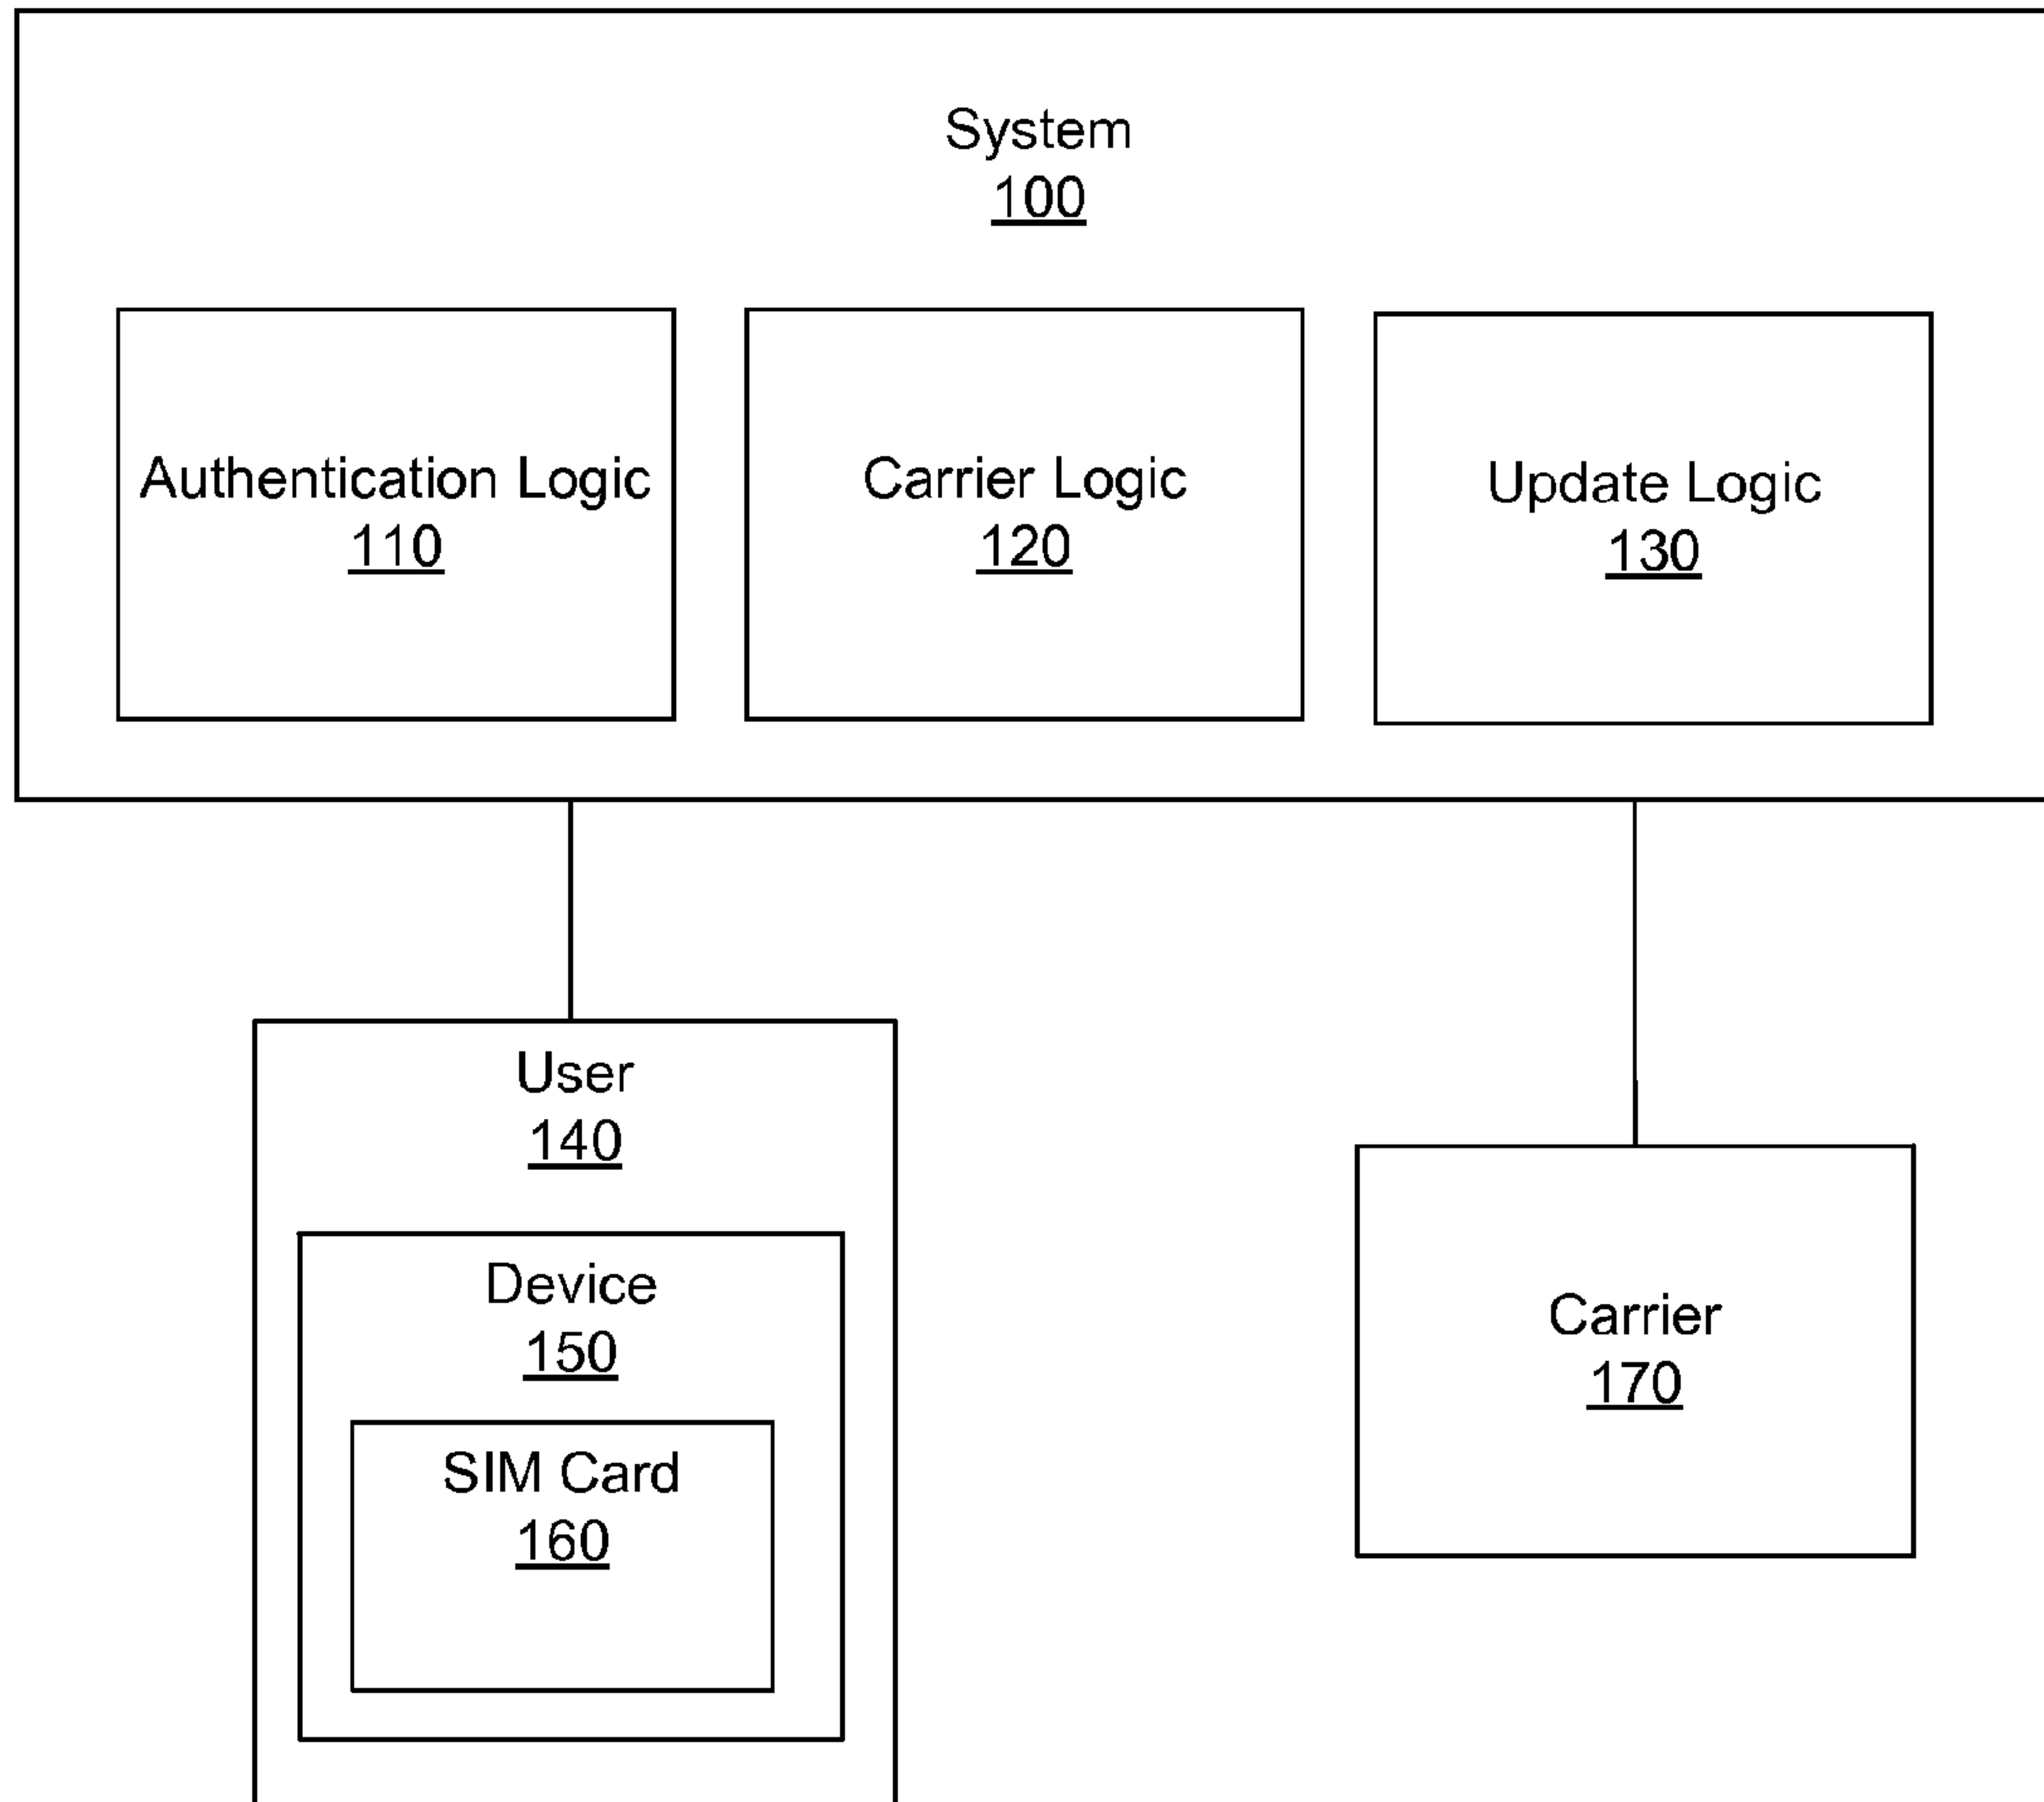 System
100
Authentication Logic
110
Carrier Logic
120
Update Logic
130
User
140
Device
150
SIM Card
160
Carrier
170